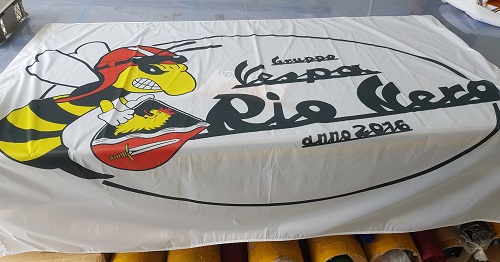 Gruppo
Vespa
Rio Nero
anno 2016